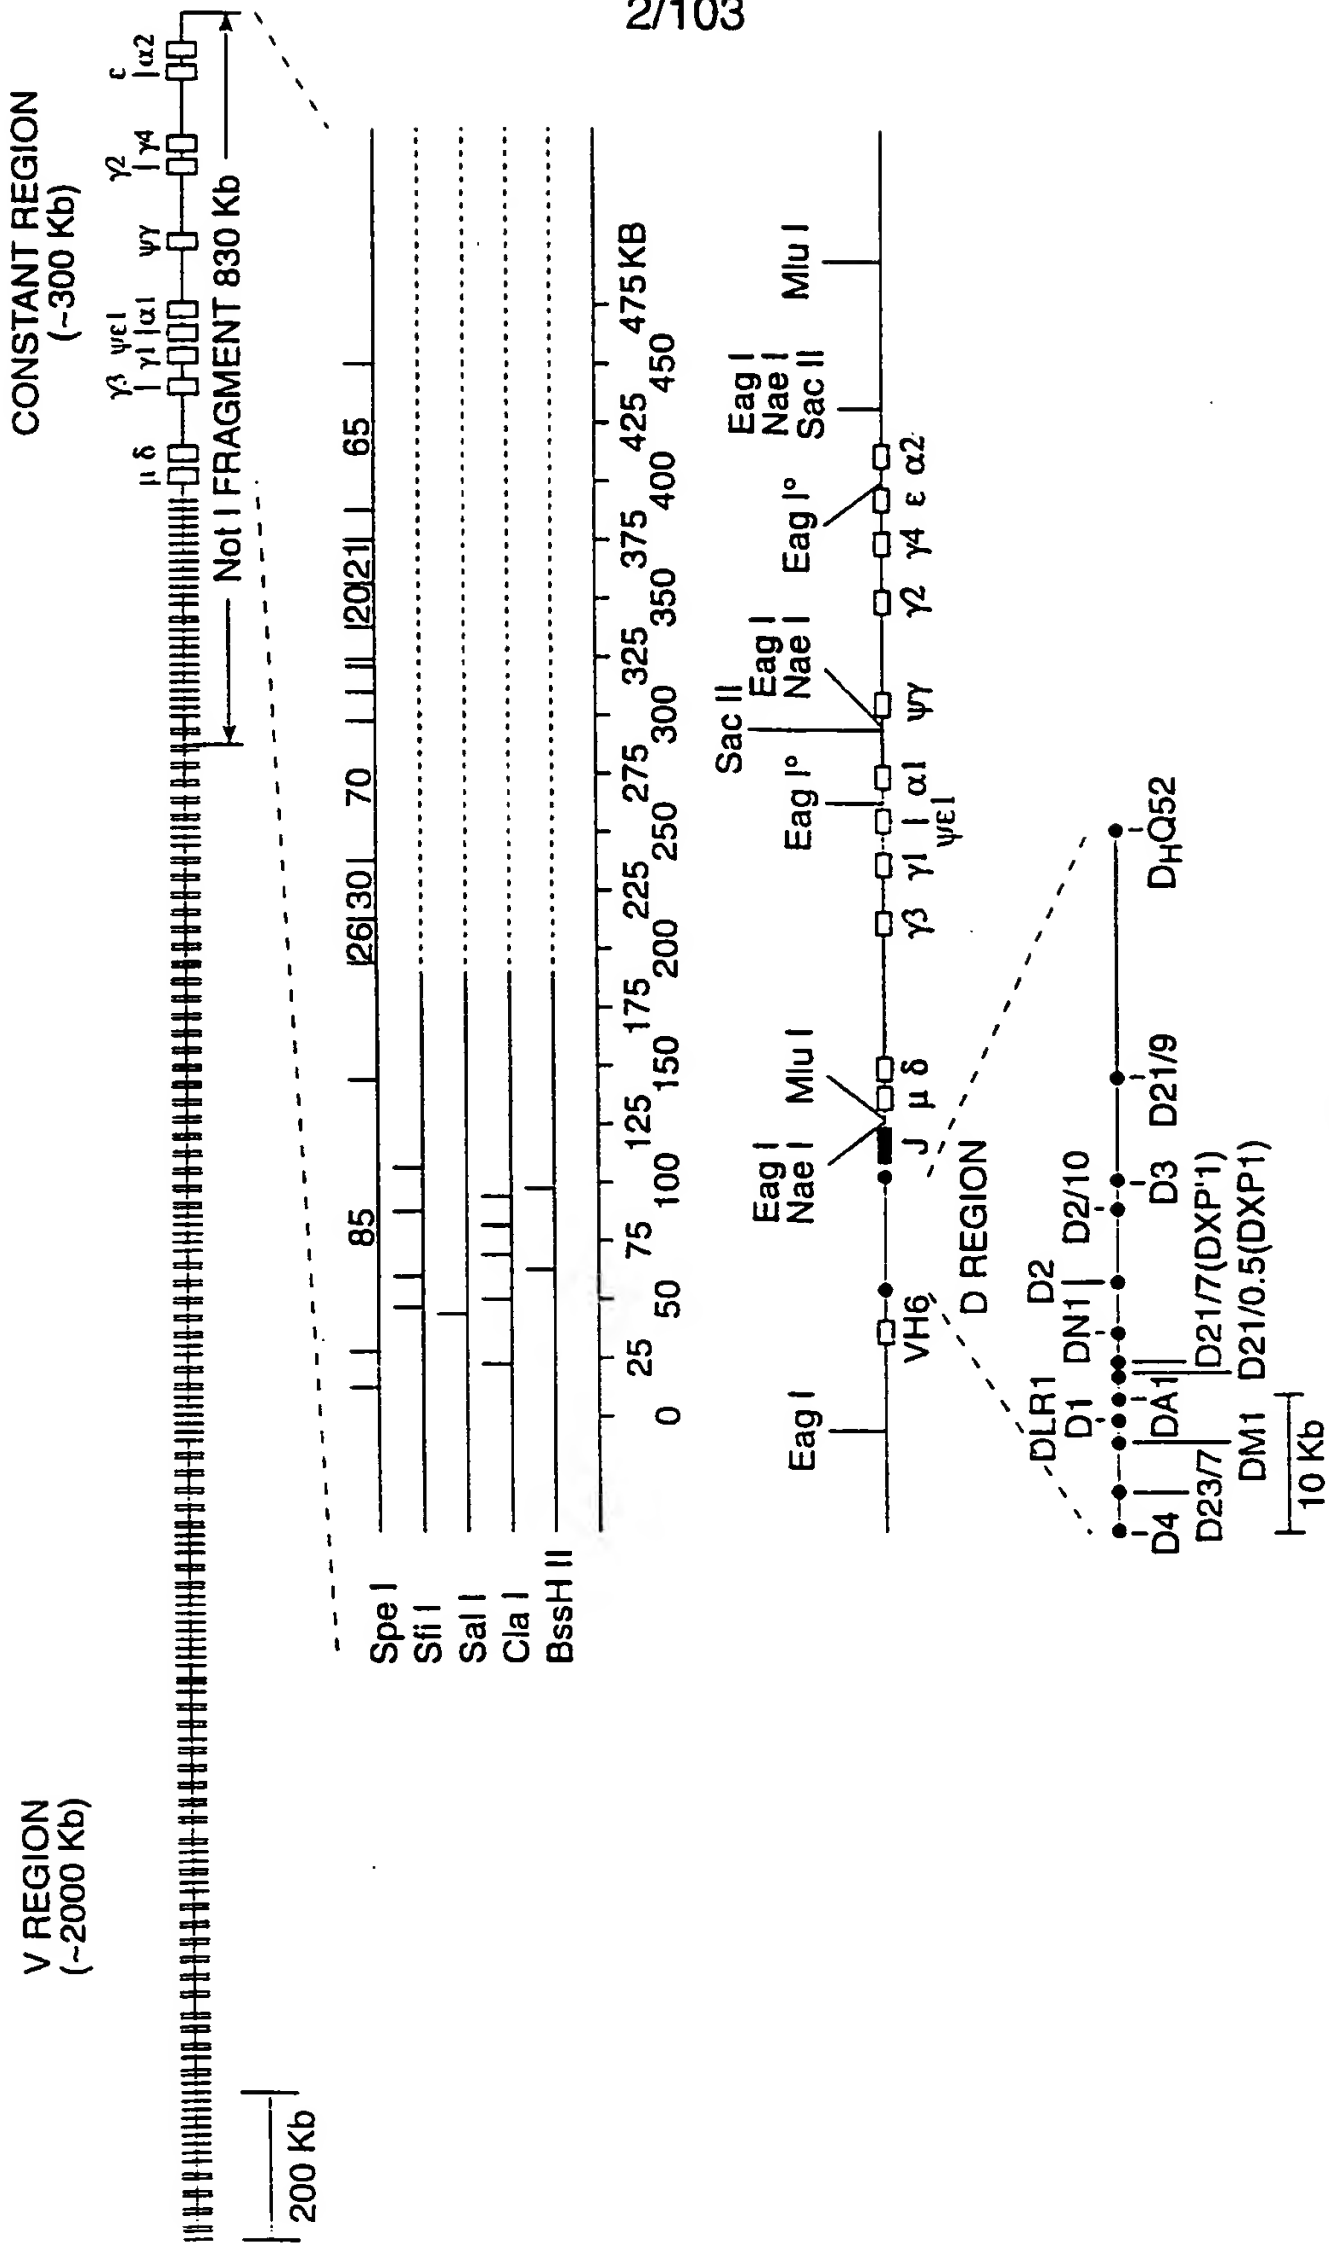 2/103
V REGION
(~2000 Kb)
CONSTANT REGION
(~300 Kb)
μ δ
γ3
γ1
ψε1
α1
ψγ
γ2
γ4
ε
α2
Not I FRAGMENT 830 Kb
200 Kb
85
26
30
70
20
21
65
Spe I
Sfi I
Sal I
Cla I
BssH II
25 75 125 175 225 275 325 375 425 475 KB
0 50 100 150 200 250 300 350 400 450
Eag I
Eag I
Nae I
Mlu I
Eag I°
Sac II
Eag I
Nae I
Eag I°
Eag I
Nae I
Sac II
Mlu I
VH6
J
μ δ
γ3
γ1
ψε1
α1
ψγ
γ2
γ4
ε
α2
D REGION
DLR1
D1
DN1
D2
D2/10
D4
D23/7
DM1
DA1
D21/7(DXP'1)
D21/0.5(DXP1)
D3
D21/9
DHQ52
10 Kb